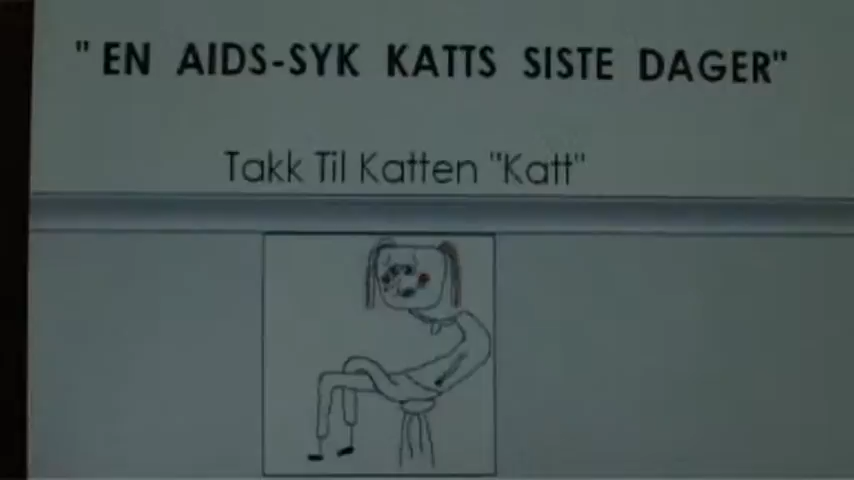 "EN AIDS-SYK KATTS SISTE DAGER"
Takk Til Katten "Katt"